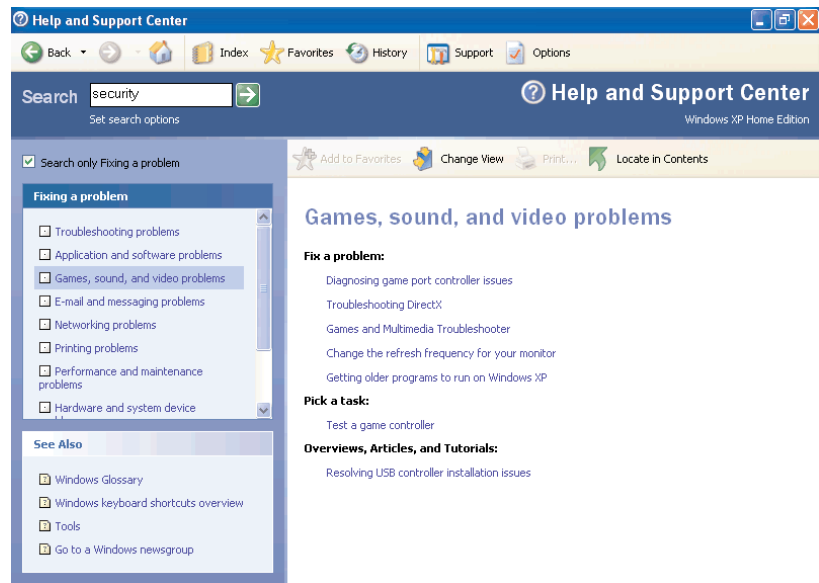 Help and Support Center
Back
Index
Favorites
History
Support
Options
Search
security
Set search options
Help and Support Center
Windows XP Home Edition
Search only Fixing a problem
Add to Favorites
Change View
Print...
Locate in Contents
Fixing a problem
Troubleshooting problems
Application and software problems
Games, sound, and video problems
E-mail and messaging problems
Networking problems
Printing problems
Performance and maintenance
problems
Hardware and system device
See Also
Windows Glossary
Windows keyboard shortcuts overview
Tools
Go to a Windows newsgroup
Games, sound, and video problems
Fix a problem:
Diagnosing game port controller issues
Troubleshooting DirectX
Games and Multimedia Troubleshooter
Change the refresh frequency for your monitor
Getting older programs to run on Windows XP
Pick a task:
Test a game controller
Overviews, Articles, and Tutorials:
Resolving USB controller installation issues